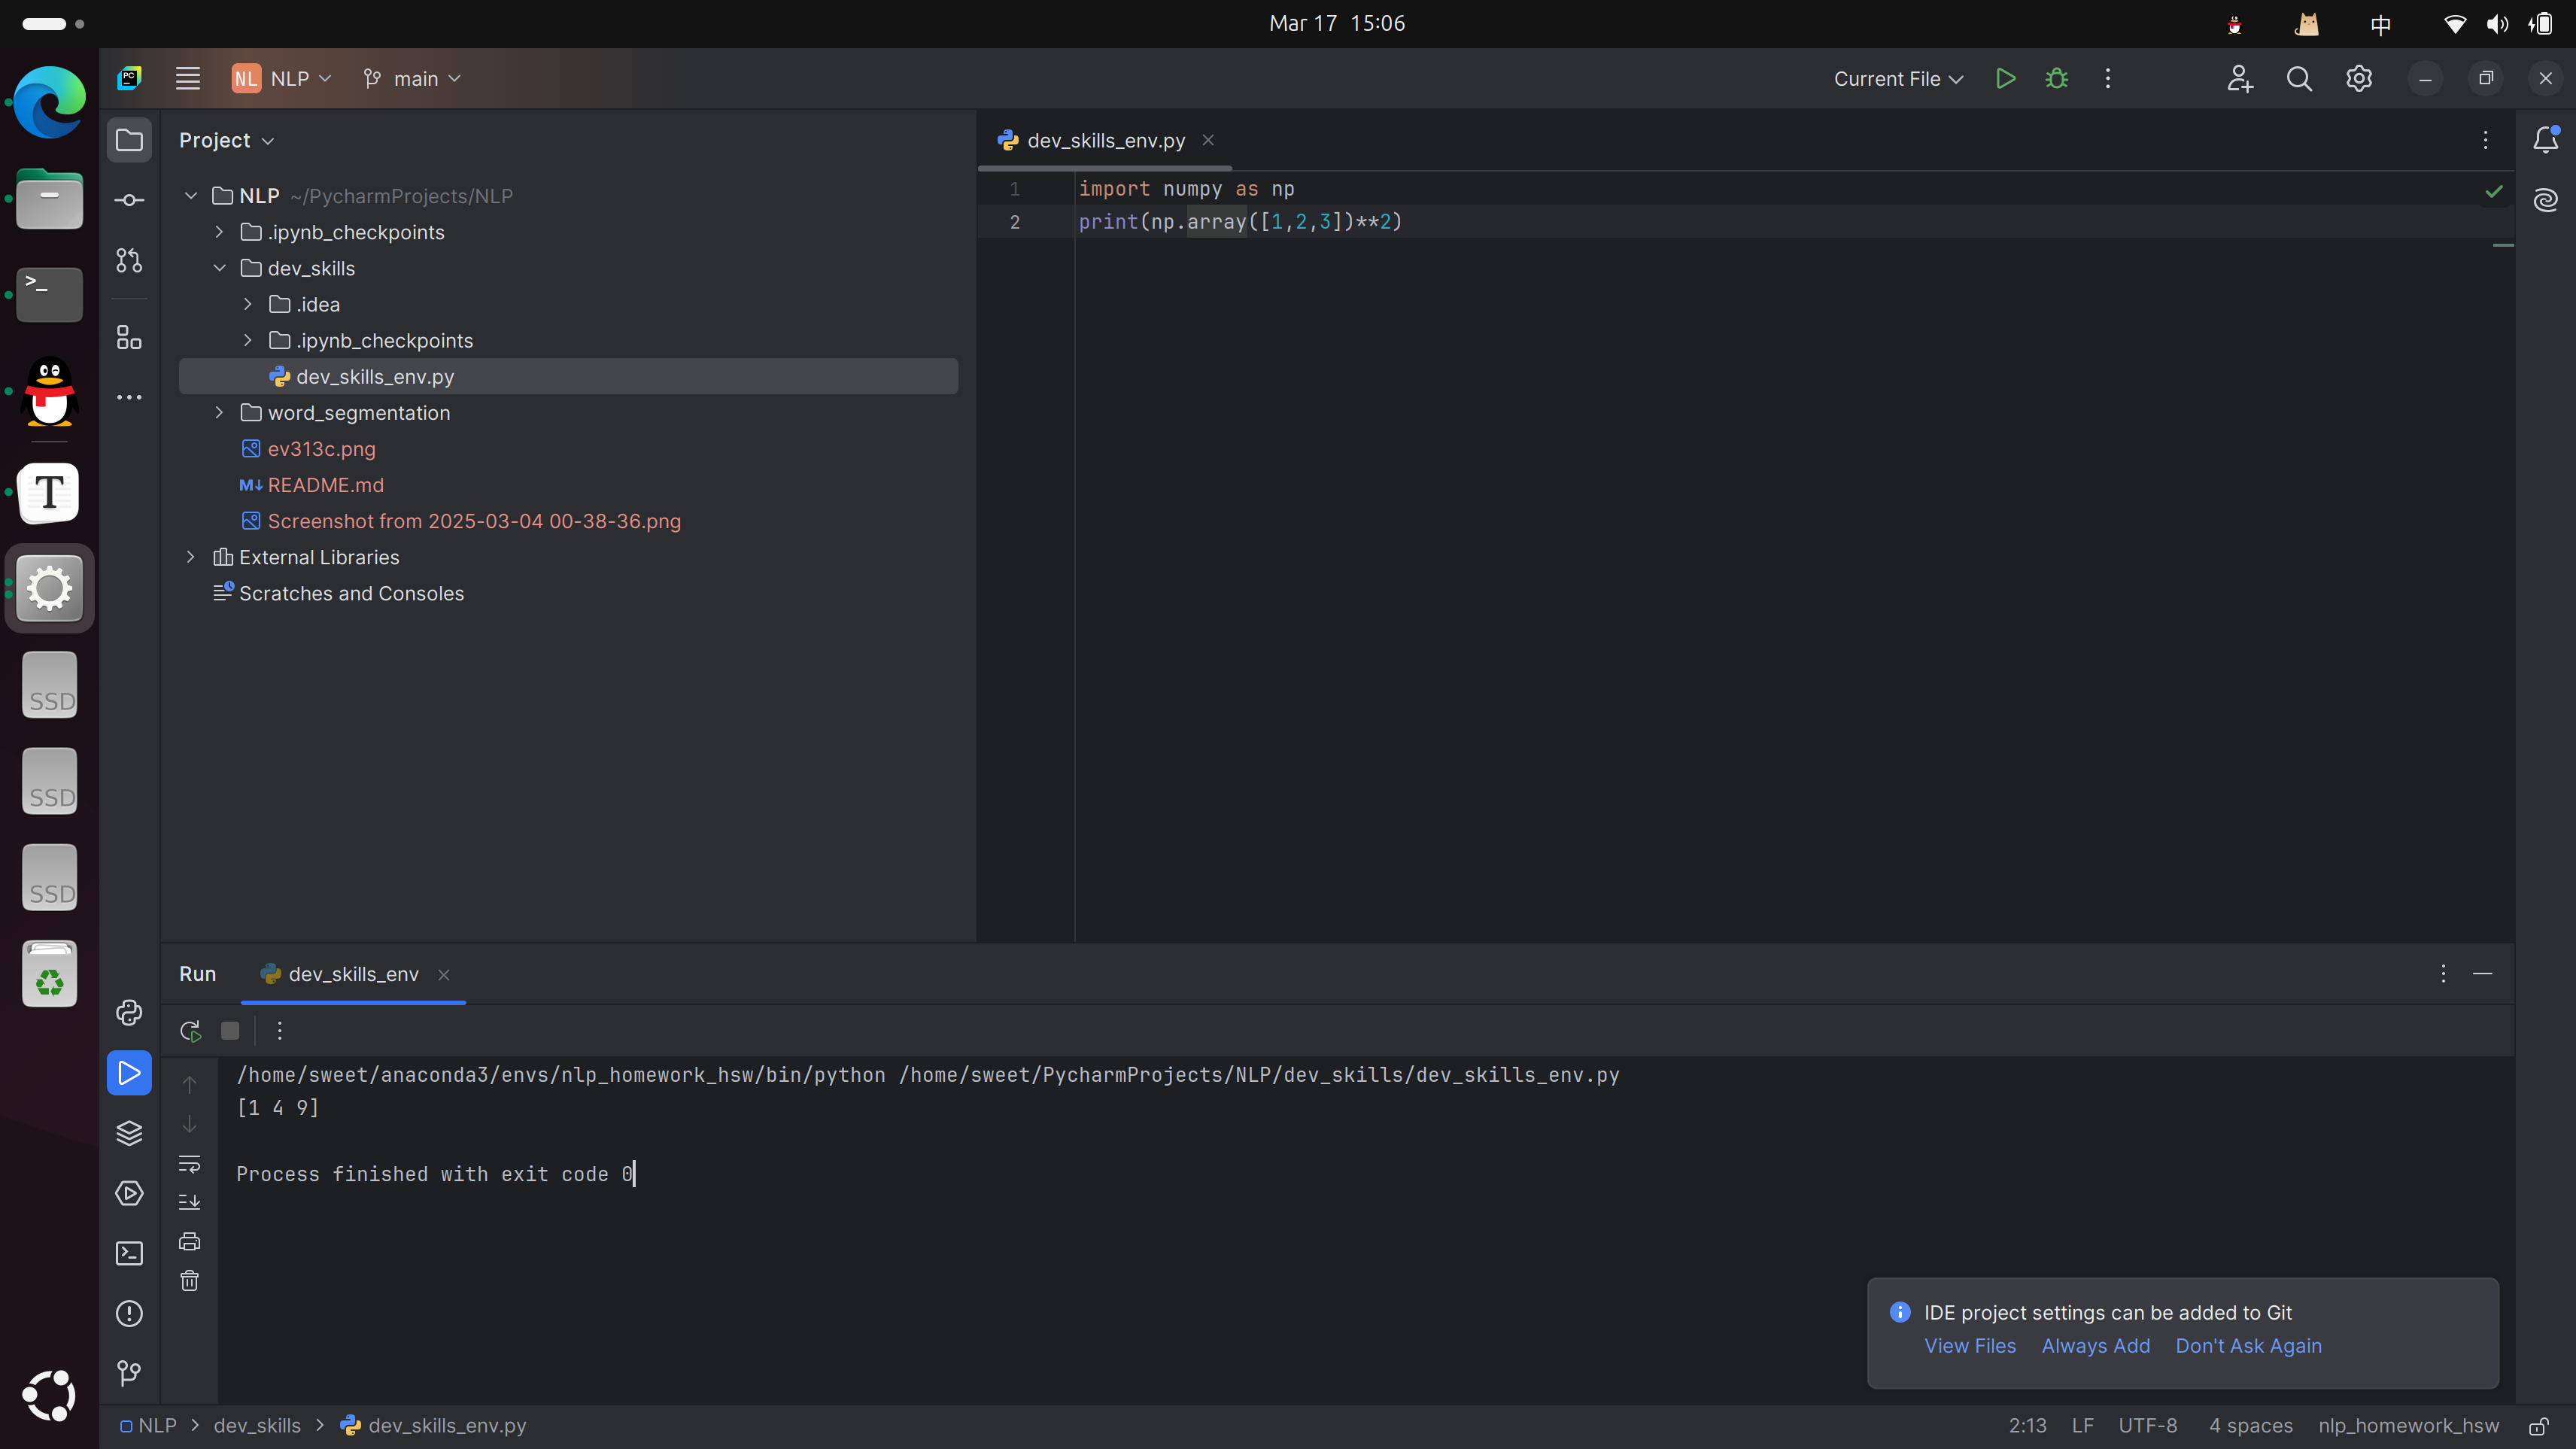 Mar 17 15:06
NL NLP main
Current File
Project
dev_skills_env.py
NLP ~/PycharmProjects/NLP
.ipynb_checkpoints
dev_skills
.idea
.ipynb_checkpoints
dev_skills_env.py
word_segmentation
ev313c.png
README.md
Screenshot from 2025-03-04 00-38-36.png
External Libraries
Scratches and Consoles
1 import numpy as np
2 print(np.array([1,2,3])**2)
中
PC
>_
T
M↓
SSD
SSD
SSD
Run dev_skills_env
/home/sweet/anaconda3/envs/nlp_homework_hsw/bin/python /home/sweet/PycharmProjects/NLP/dev_skills/dev_skills_env.py
[1 4 9]
Process finished with exit code 0
IDE project settings can be added to Git
View Files Always Add Don't Ask Again
NLP > dev_skills > dev_skills_env.py
2:13 LF UTF-8 4 spaces nlp_homework_hsw